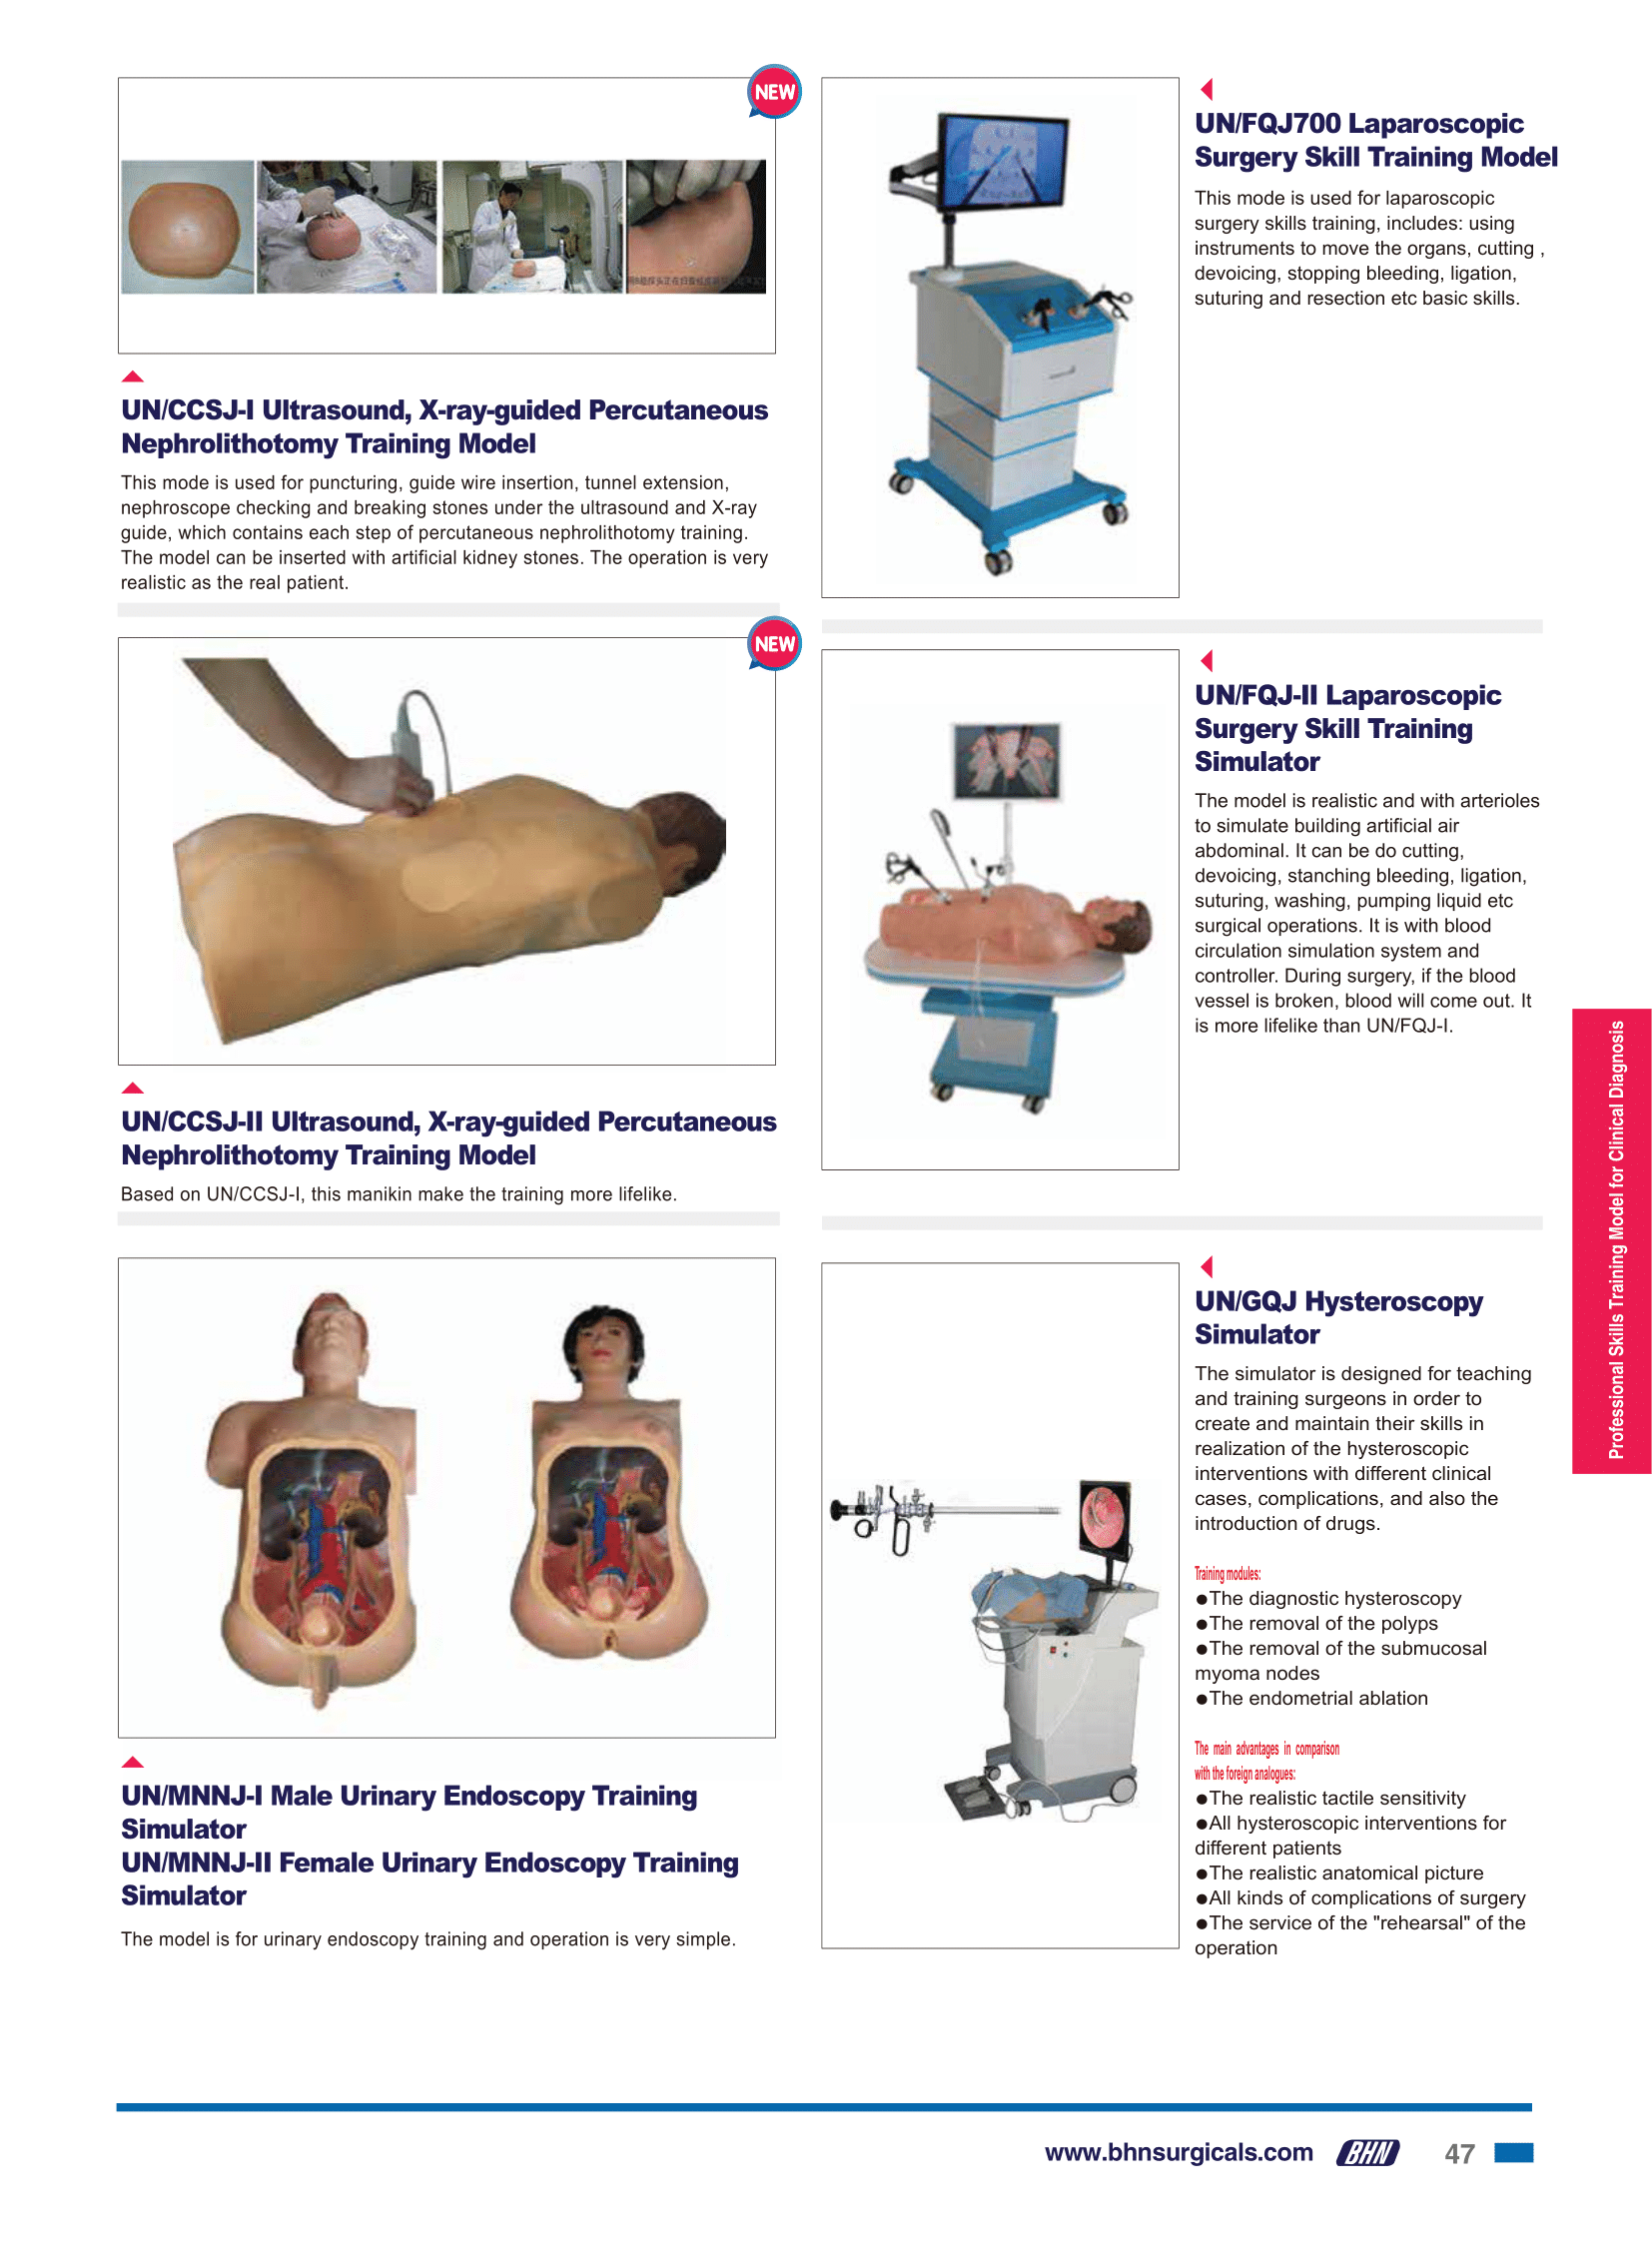 NEW
UN/CCSJ-I Ultrasound, X-ray-guided Percutaneous
Nephrolithotomy Training Model
This mode is used for puncturing, guide wire insertion, tunnel extension,
nephroscope checking and breaking stones under the ultrasound and X-ray
guide, which contains each step of percutaneous nephrolithotomy training.
The model can be inserted with artificial kidney stones. The operation is very
realistic as the real patient.
NEW
UN/CCSJ-II Ultrasound, X-ray-guided Percutaneous
Nephrolithotomy Training Model
Based on UN/CCSJ-I, this manikin make the training more lifelike.
UN/MNNJ-I Male Urinary Endoscopy Training
Simulator
UN/MNNJ-II Female Urinary Endoscopy Training
Simulator
The model is for urinary endoscopy training and operation is very simple.
UN/FQJ700 Laparoscopic
Surgery Skill Training Model
This mode is used for laparoscopic
surgery skills training, includes: using
instruments to move the organs, cutting ,
devoicing, stopping bleeding, ligation,
suturing and resection etc basic skills.
UN/FQJ-II Laparoscopic
Surgery Skill Training
Simulator
The model is realistic and with arterioles
to simulate building artificial air
abdominal. It can be do cutting,
devoicing, stanching bleeding, ligation,
suturing, washing, pumping liquid etc
surgical operations. It is with blood
circulation simulation system and
controller. During surgery, if the blood
vessel is broken, blood will come out. It
is more lifelike than UN/FQJ-I.
UN/GQJ Hysteroscopy
Simulator
The simulator is designed for teaching
and training surgeons in order to
create and maintain their skills in
realization of the hysteroscopic
interventions with different clinical
cases, complications, and also the
introduction of drugs.
Training modules:
●The diagnostic hysteroscopy
●The removal of the polyps
●The removal of the submucosal
myoma nodes
●The endometrial ablation
The main advantages in comparison
with the foreign analogues:
●The realistic tactile sensitivity
●All hysteroscopic interventions for
different patients
●The realistic anatomical picture
●All kinds of complications of surgery
●The service of the "rehearsal" of the
operation
Professional Skills Training Model for Clinical Diagnosis
www.bhnsurgicals.com BHN 47